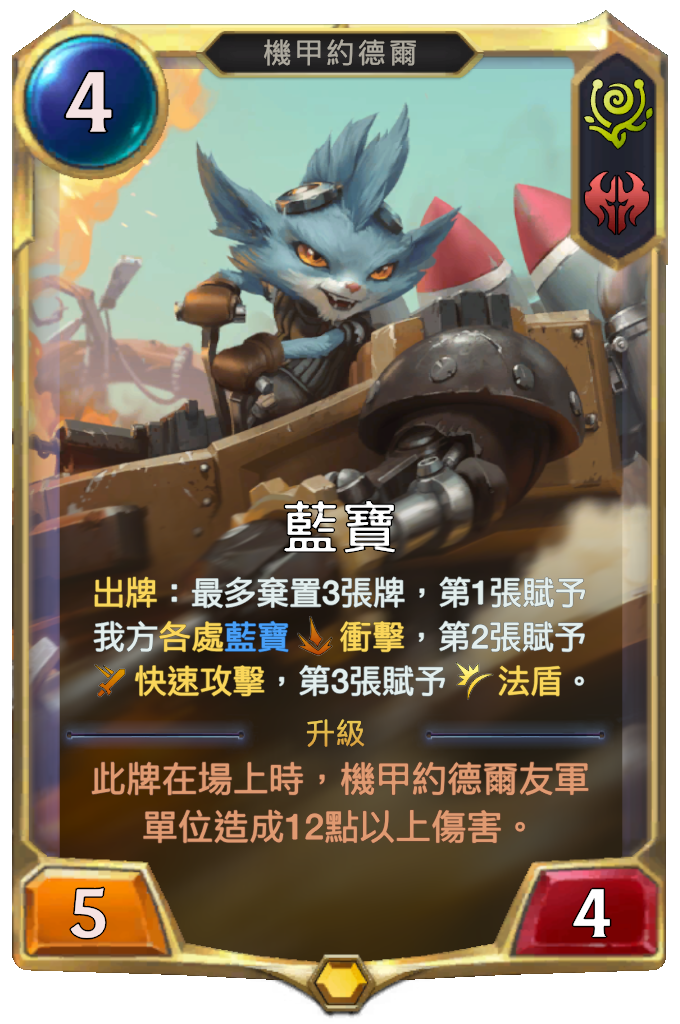 機甲約德爾
4
藍寶
出牌：最多棄置3張牌，第1張賦予
我方各處藍寶衝擊，第2張賦予
快速攻擊，第3張賦予法盾。
升級
此牌在場上時，機甲約德爾友軍
單位造成12點以上傷害。
5
4